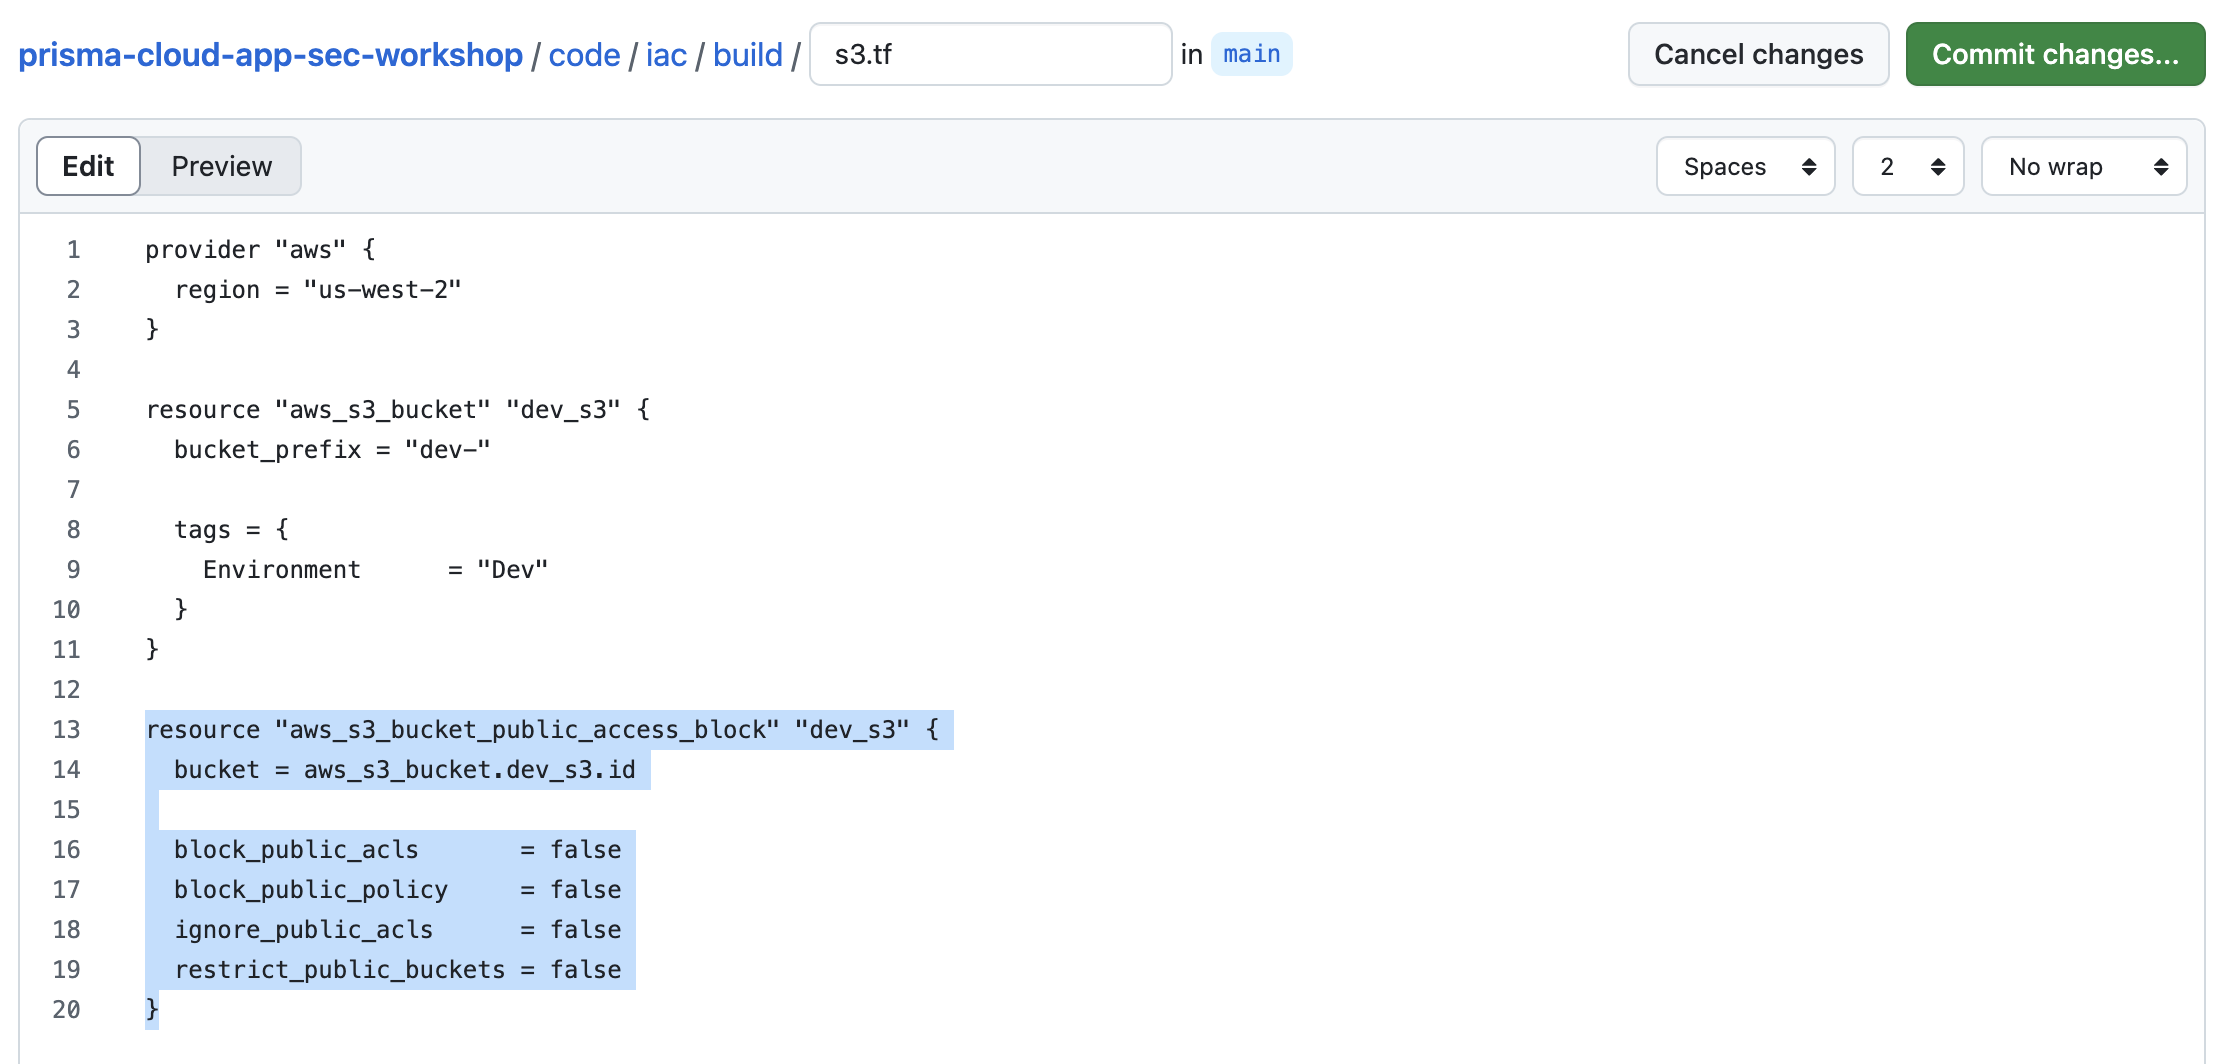 prisma-cloud-app-sec-workshop / code / iac / build / s3.tf in main Cancel changes Commit changes...
Edit Preview Spaces 2 No wrap
1 provider "aws" {
2   region = "us-west-2"
3 }
4
5 resource "aws_s3_bucket" "dev_s3" {
6   bucket_prefix = "dev-"
7
8   tags = {
9     Environment      = "Dev"
10   }
11 }
12
13 resource "aws_s3_bucket_public_access_block" "dev_s3" {
14   bucket = aws_s3_bucket.dev_s3.id
15
16   block_public_acls       = false
17   block_public_policy     = false
18   ignore_public_acls      = false
19   restrict_public_buckets = false
20 }